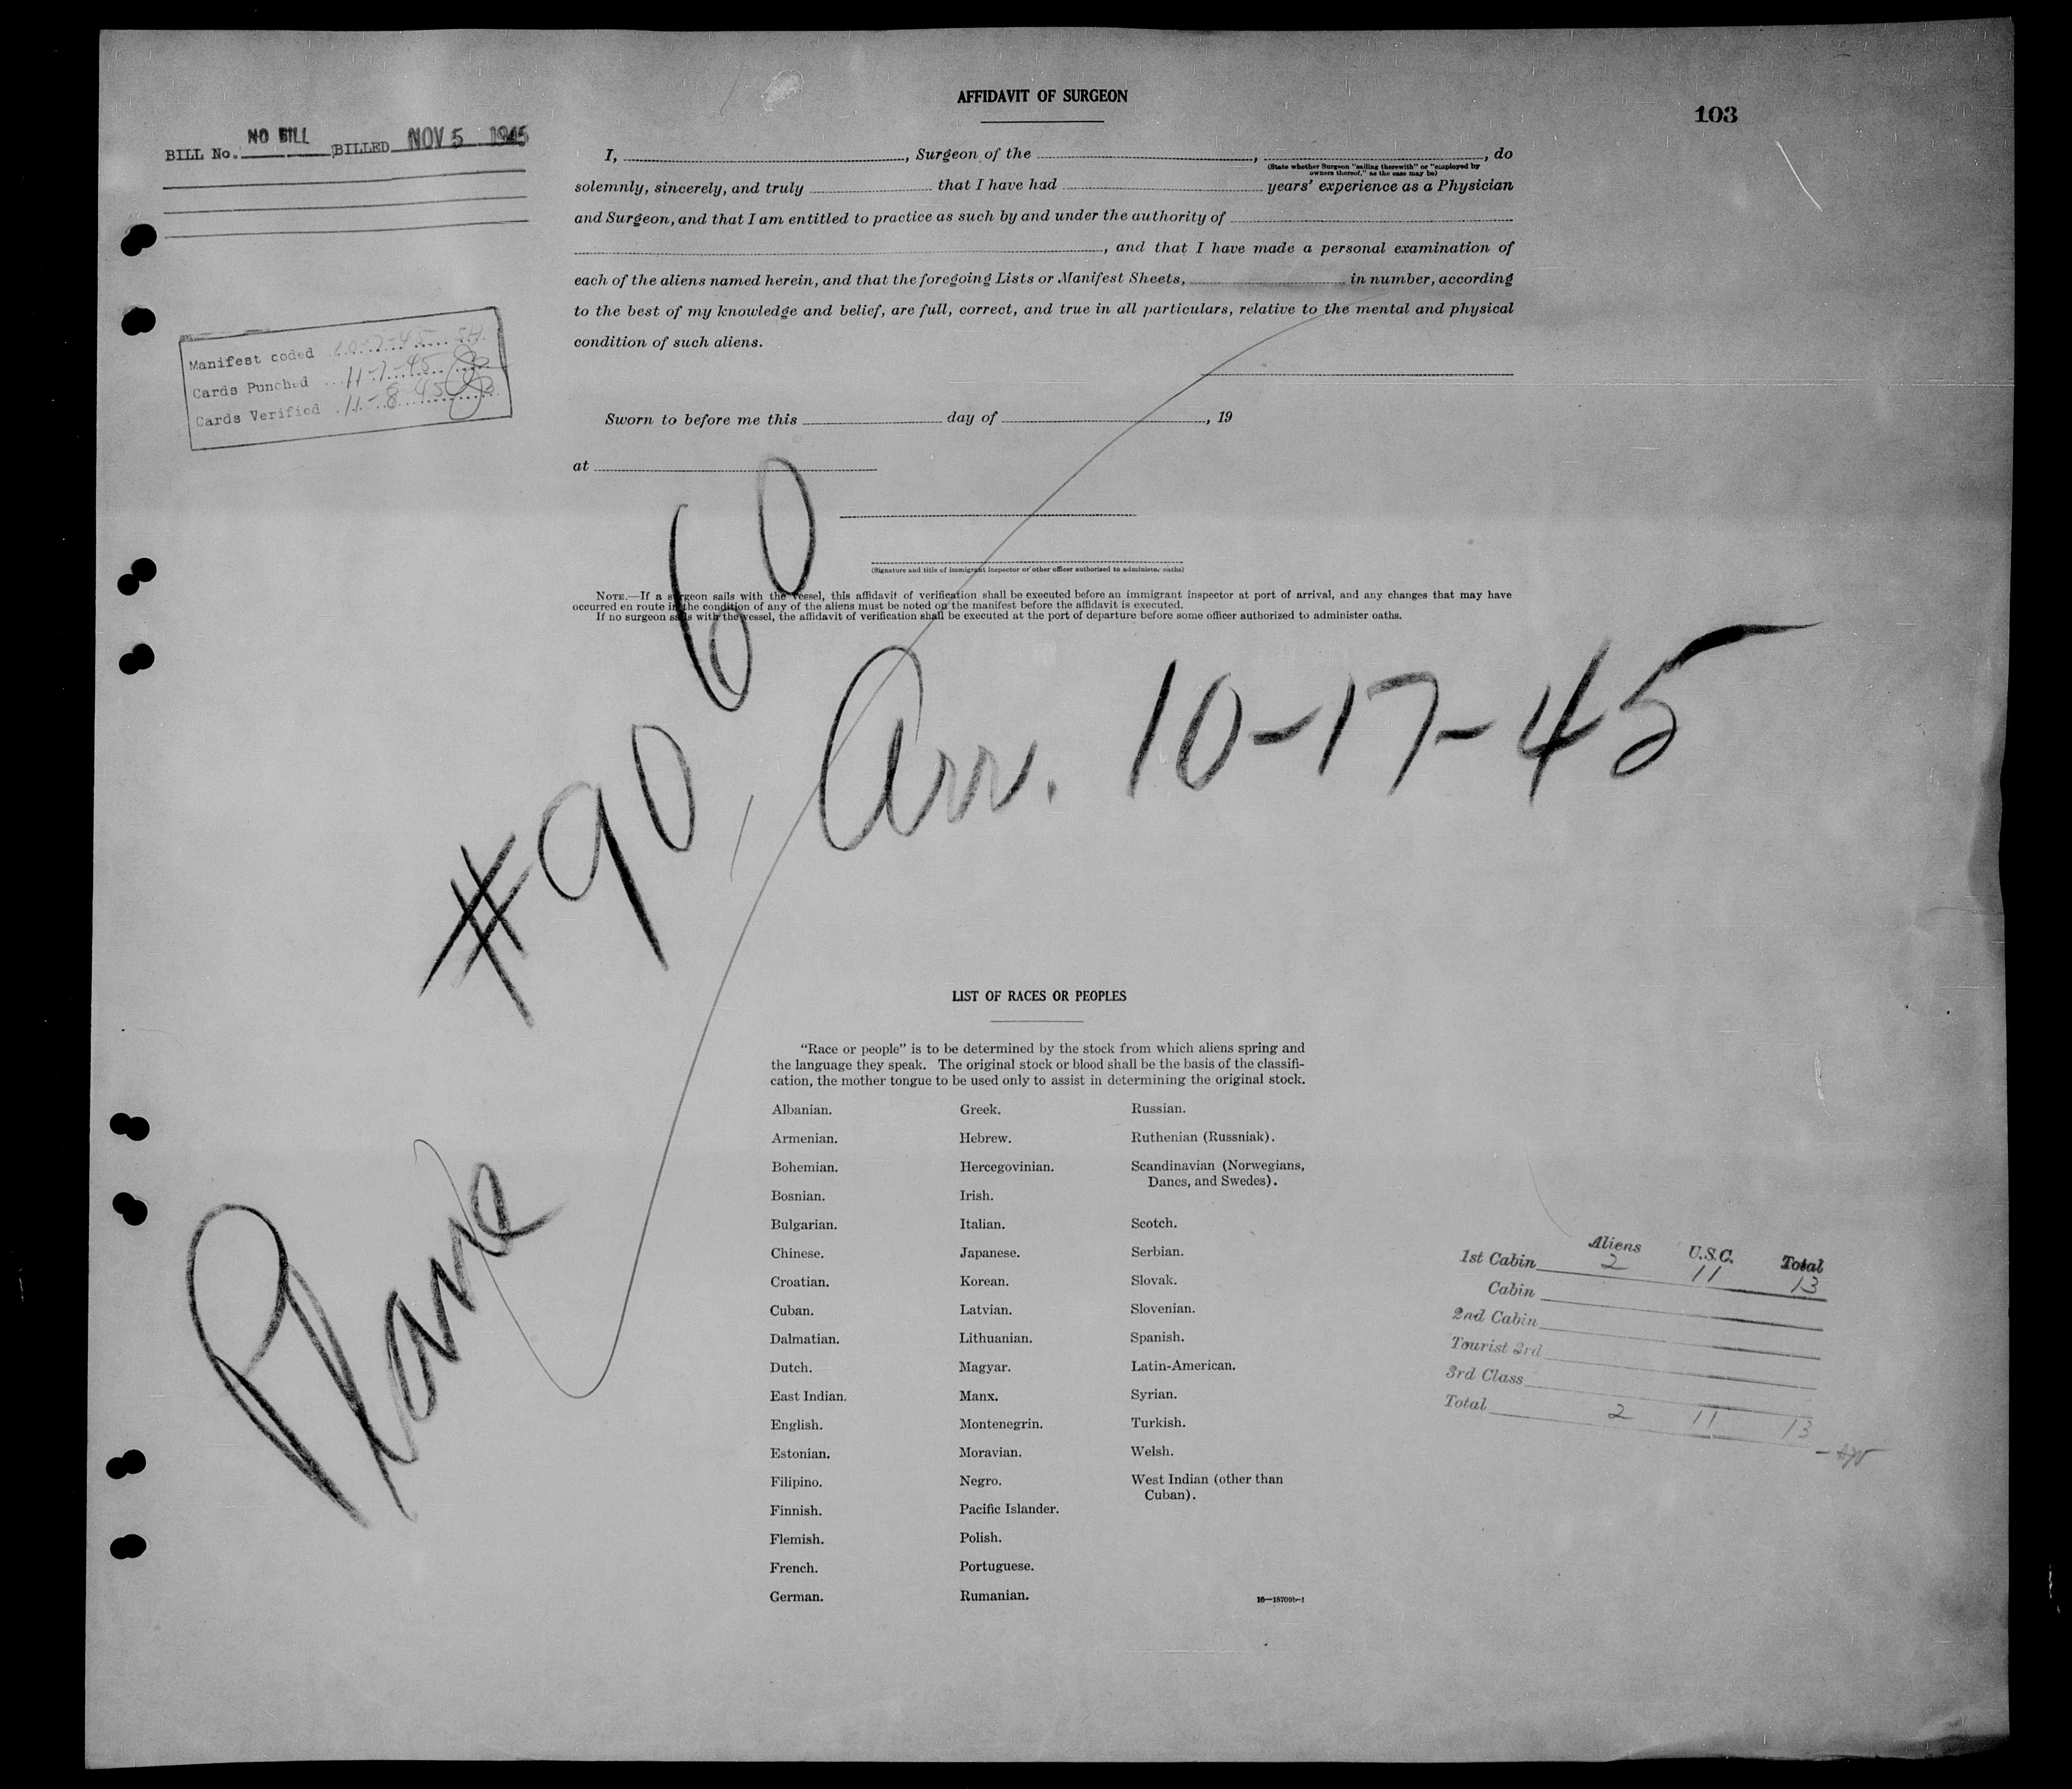 AFFIDAVIT OF SURGEON
103
BILL No. NO BILL BILLED NOV 5 1945
I, , Surgeon of the , , do
(State whether Surgeon "sailing therewith" or "employed by
owners thereof," as the case may be)
solemnly, sincerely, and truly that I have had years' experience as a Physician
and Surgeon, and that I am entitled to practice as such by and under the authority of
, and that I have made a personal examination of
each of the aliens named herein, and that the foregoing Lists or Manifest Sheets, in number, according
to the best of my knowledge and belief, are full, correct, and true in all particulars, relative to the mental and physical
condition of such aliens.
Manifest coded
Cards Punched 11-7-45
Cards Verified 11-8-45
Sworn to before me this day of , 19
at
(Signature and title of immigrant inspector or other officer authorized to administer oaths)
NOTE.—If a surgeon sails with the vessel, this affidavit of verification shall be executed before an immigrant inspector at port of arrival, and any changes that may have
occurred en route in the condition of any of the aliens must be noted on the manifest before the affidavit is executed.
If no surgeon sails with the vessel, the affidavit of verification shall be executed at the port of departure before some officer authorized to administer oaths.
Plane #9060, Arr. 10-17-45
LIST OF RACES OR PEOPLES
"Race or people" is to be determined by the stock from which aliens spring and
the language they speak. The original stock or blood shall be the basis of the classifi-
cation, the mother tongue to be used only to assist in determining the original stock.
Albanian.
Armenian.
Bohemian.
Bosnian.
Bulgarian.
Chinese.
Croatian.
Cuban.
Dalmatian.
Dutch.
East Indian.
English.
Estonian.
Filipino.
Finnish.
Flemish.
French.
German.
Greek.
Hebrew.
Hercegovinian.
Irish.
Italian.
Japanese.
Korean.
Latvian.
Lithuanian.
Magyar.
Manx.
Montenegrin.
Moravian.
Negro.
Pacific Islander.
Polish.
Portuguese.
Rumanian.
Russian.
Ruthenian (Russniak).
Scandinavian (Norwegians,
Danes, and Swedes).
Scotch.
Serbian.
Slovak.
Slovenian.
Spanish.
Latin-American.
Syrian.
Turkish.
Welsh.
West Indian (other than
Cuban).
16—18709b-1
Aliens U.S.C. Total
1st Cabin 2 11 13
Cabin
2nd Cabin
Tourist 3rd
3rd Class
Total 2 11 13